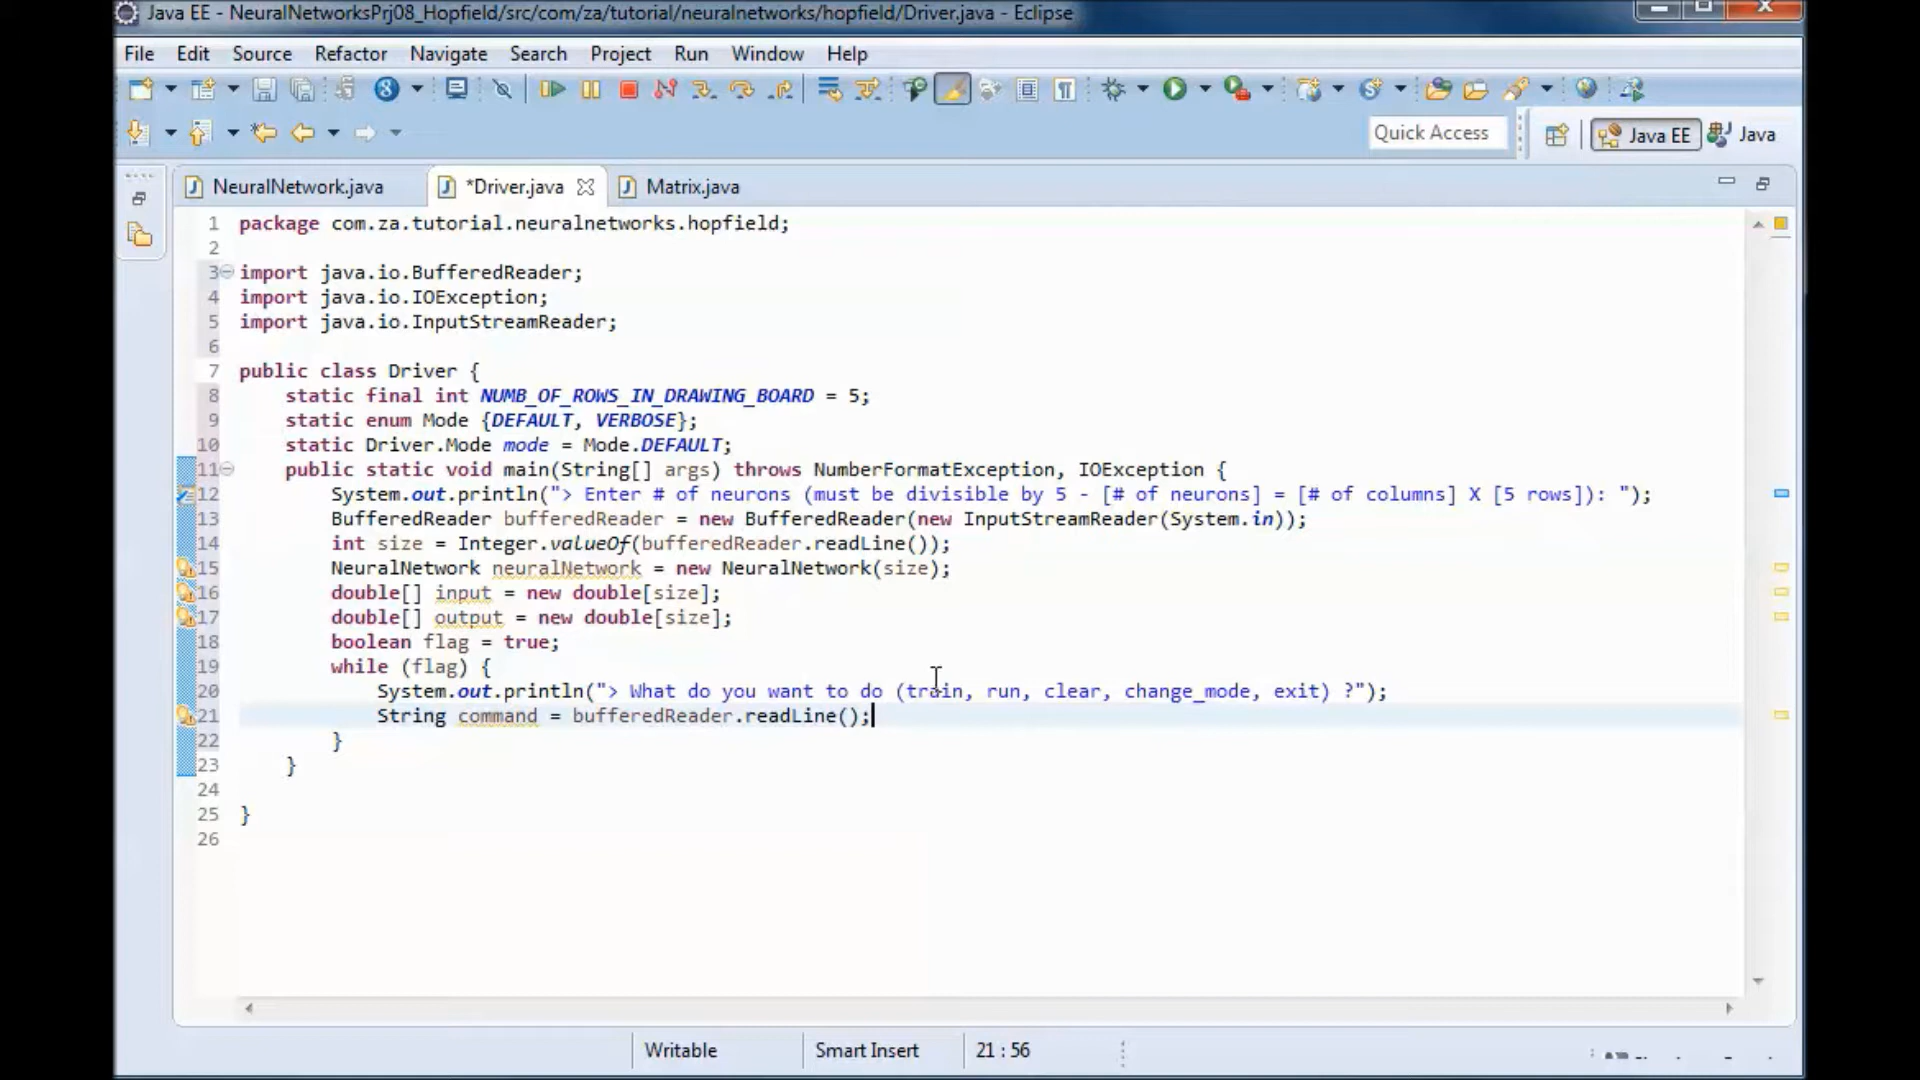 Java EE - NeuralNetworksPrj08_Hopfield/src/com/za/tutorial/neuralnetworks/hopfield/Driver.java - Eclipse
File Edit Source Refactor Navigate Search Project Run Window Help
Quick Access Java EE Java
NeuralNetwork.java *Driver.java Matrix.java
1 package com.za.tutorial.neuralnetworks.hopfield;
2
3 import java.io.BufferedReader;
4 import java.io.IOException;
5 import java.io.InputStreamReader;
6
7 public class Driver {
8 static final int NUMB_OF_ROWS_IN_DRAWING_BOARD = 5;
9 static enum Mode {DEFAULT, VERBOSE};
10 static Driver.Mode mode = Mode.DEFAULT;
11 public static void main(String[] args) throws NumberFormatException, IOException {
12 System.out.println("> Enter # of neurons (must be divisible by 5 - [# of neurons] = [# of columns] X [5 rows]): ");
13 BufferedReader bufferedReader = new BufferedReader(new InputStreamReader(System.in));
14 int size = Integer.valueOf(bufferedReader.readLine());
15 NeuralNetwork neuralNetwork = new NeuralNetwork(size);
16 double[] input = new double[size];
17 double[] output = new double[size];
18 boolean flag = true;
19 while (flag) {
20 System.out.println("> What do you want to do (train, run, clear, change_mode, exit) ?");
21 String command = bufferedReader.readLine();
22 }
23 }
24
25 }
26
Writable Smart Insert 21 : 56